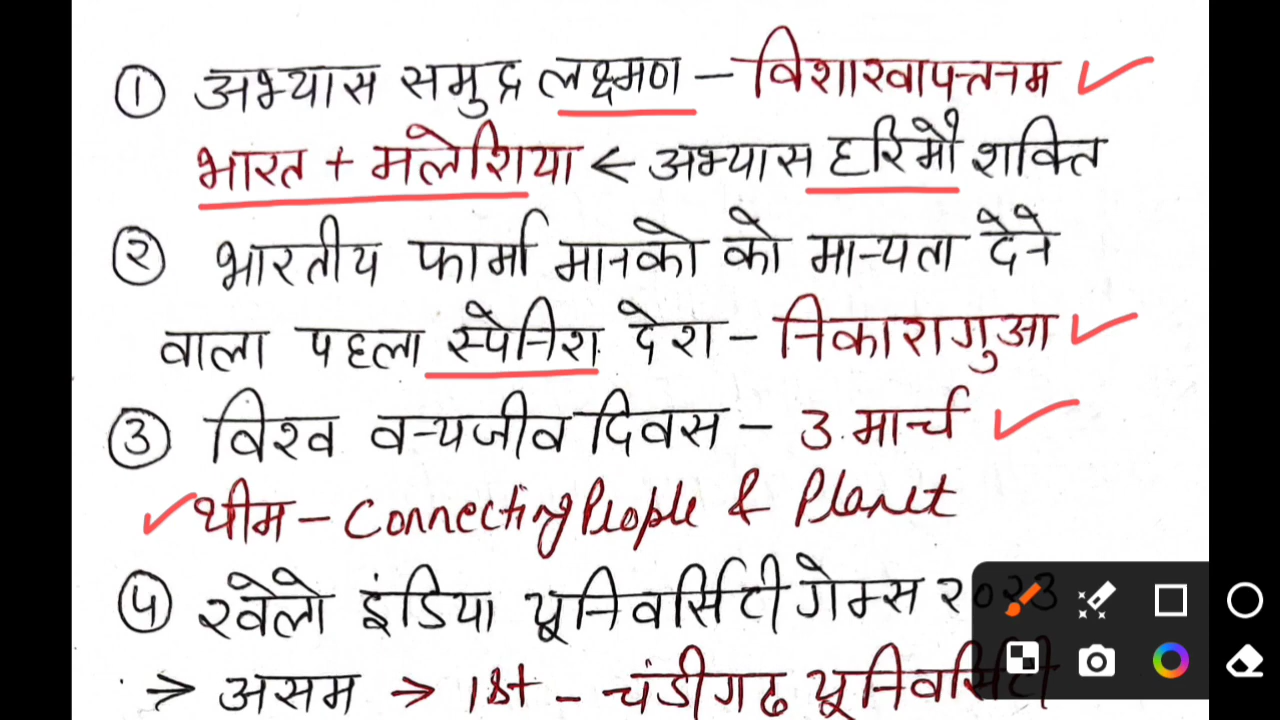 ① अभ्यास समुद्र लक्ष्मण – विशाखापत्तनम
भारत + मलेशिया < अभ्यास हरिमौ शक्ति
② भारतीय फार्मा मानको को मान्यता देने
वाला पहला स्पेनिश देश – निकारागुआ
③ विश्व वन्यजीव दिवस – 3 मार्च
थीम – Connecting People & Planet
④ खेलो इंडिया यूनिवर्सिटी गेम्स २०२३
→ असम → 1st – चंडीगढ यूनिवर्सिटी